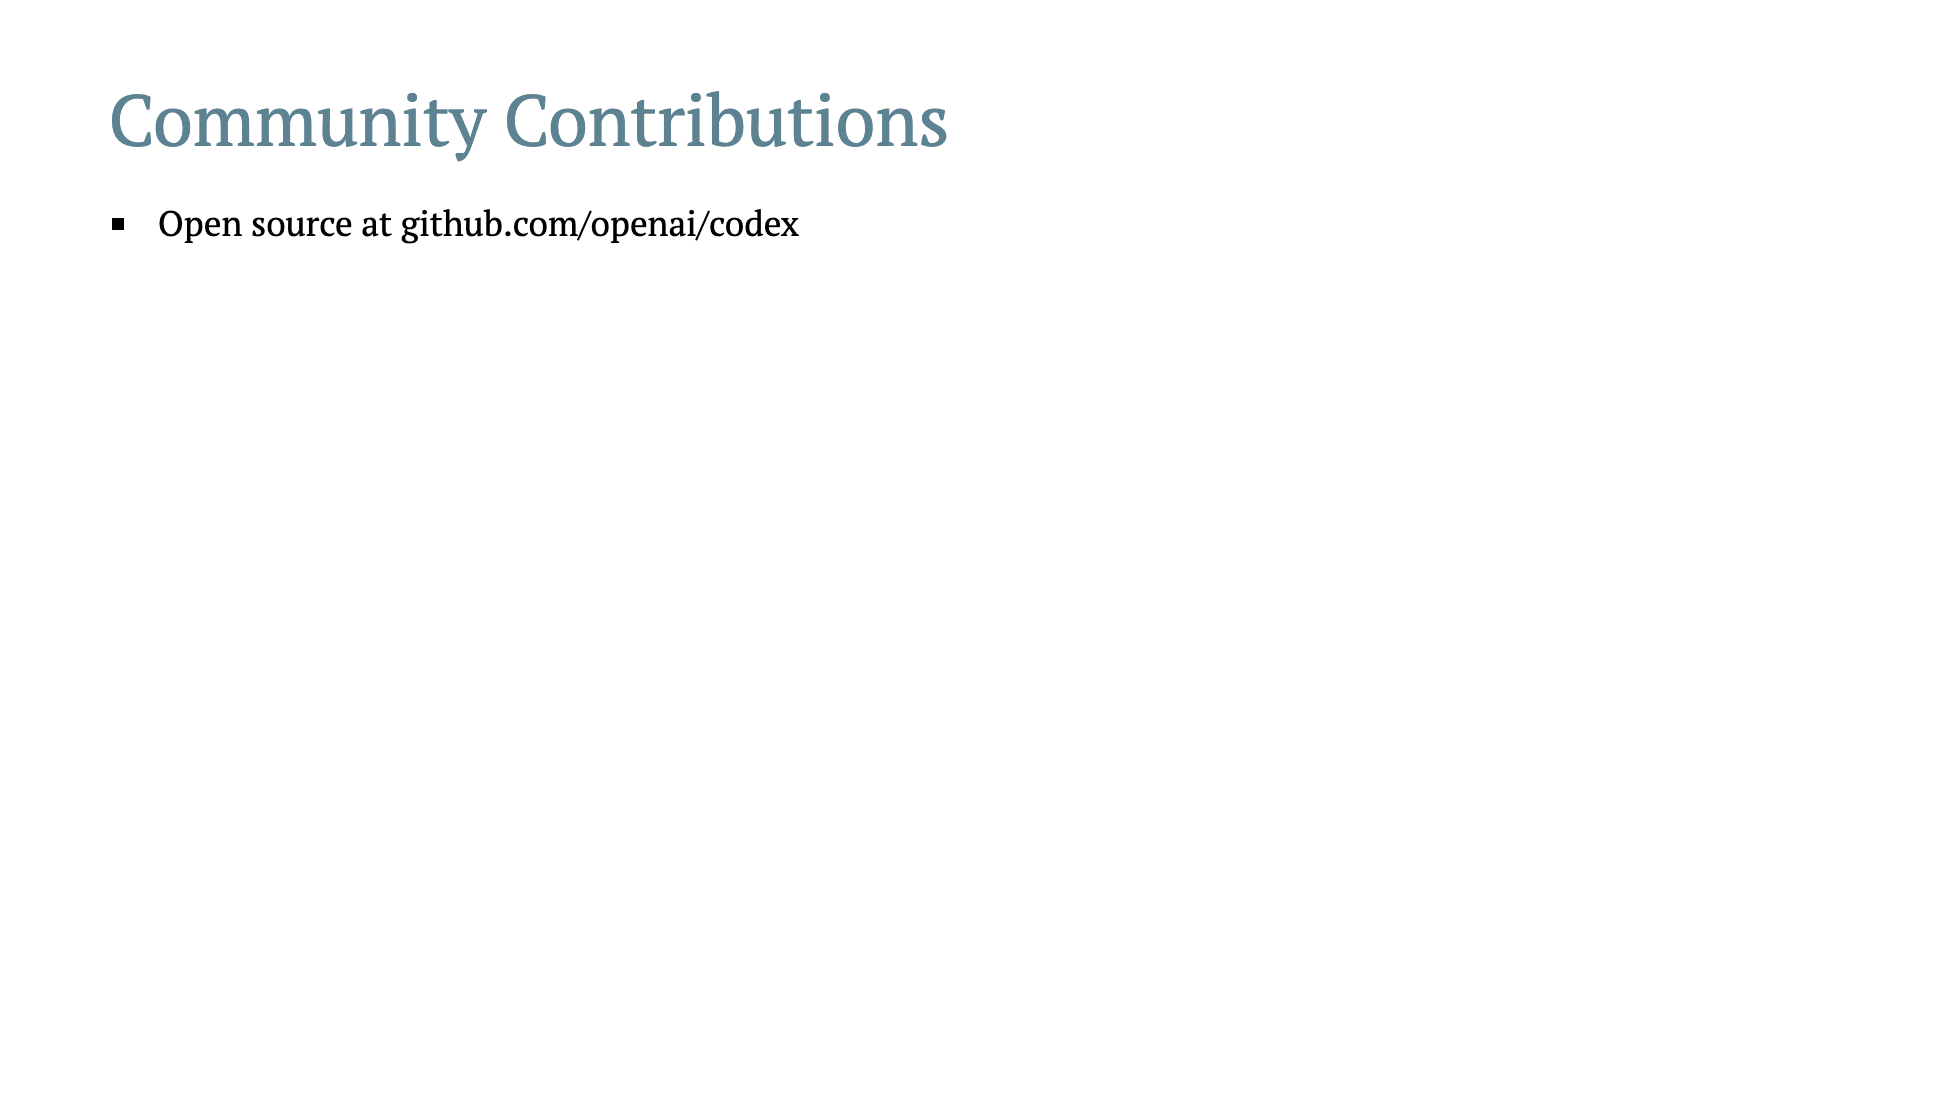 Community Contributions
▪ Open source at github.com/openai/codex